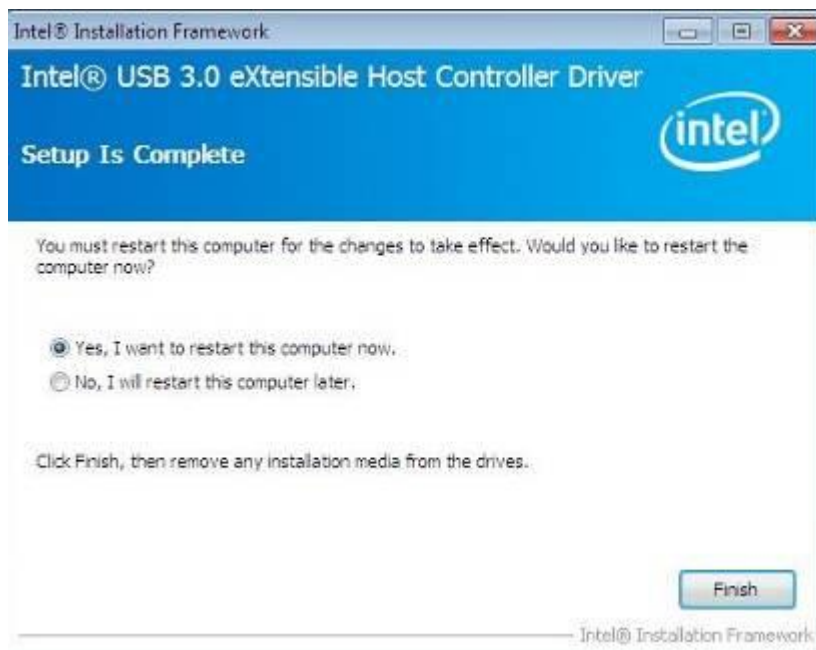 Intel® Installation Framework
Intel® USB 3.0 eXtensible Host Controller Driver
intel
Setup Is Complete
You must restart this computer for the changes to take effect. Would you like to restart the
computer now?
Yes, I want to restart this computer now.
No, I will restart this computer later.
Click Finish, then remove any installation media from the drives.
Finish
Intel® Installation Framework